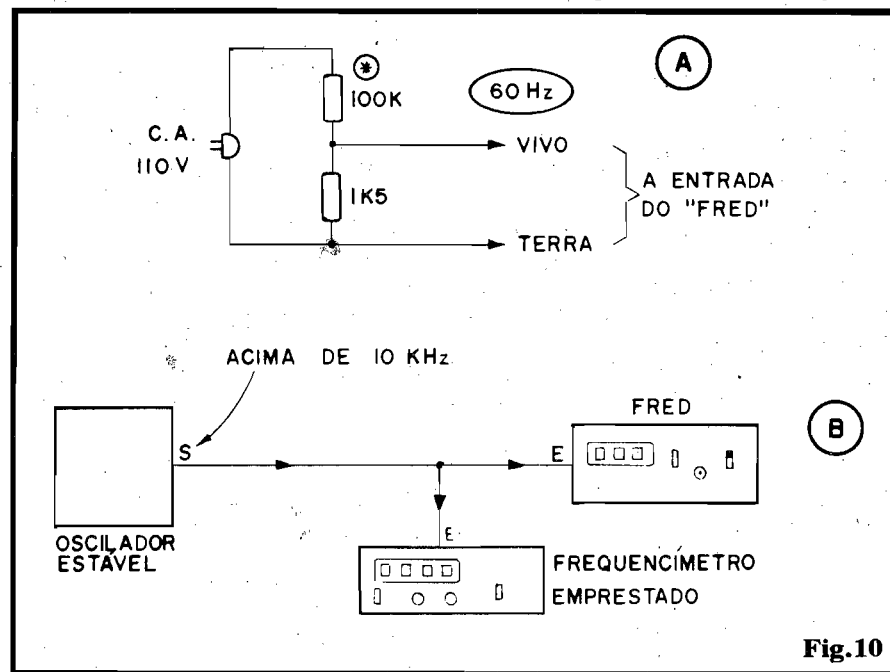 A
100K
60 Hz
C. A.
110 V
VIVO
1K5
A ENTRADA
DO "FRED"
TERRA
ACIMA DE 10 KHz
FRED
B
S
E
OSCILADOR
ESTÁVEL
E
FREQUENCÍMETRO
EMPRESTADO
Fig.10